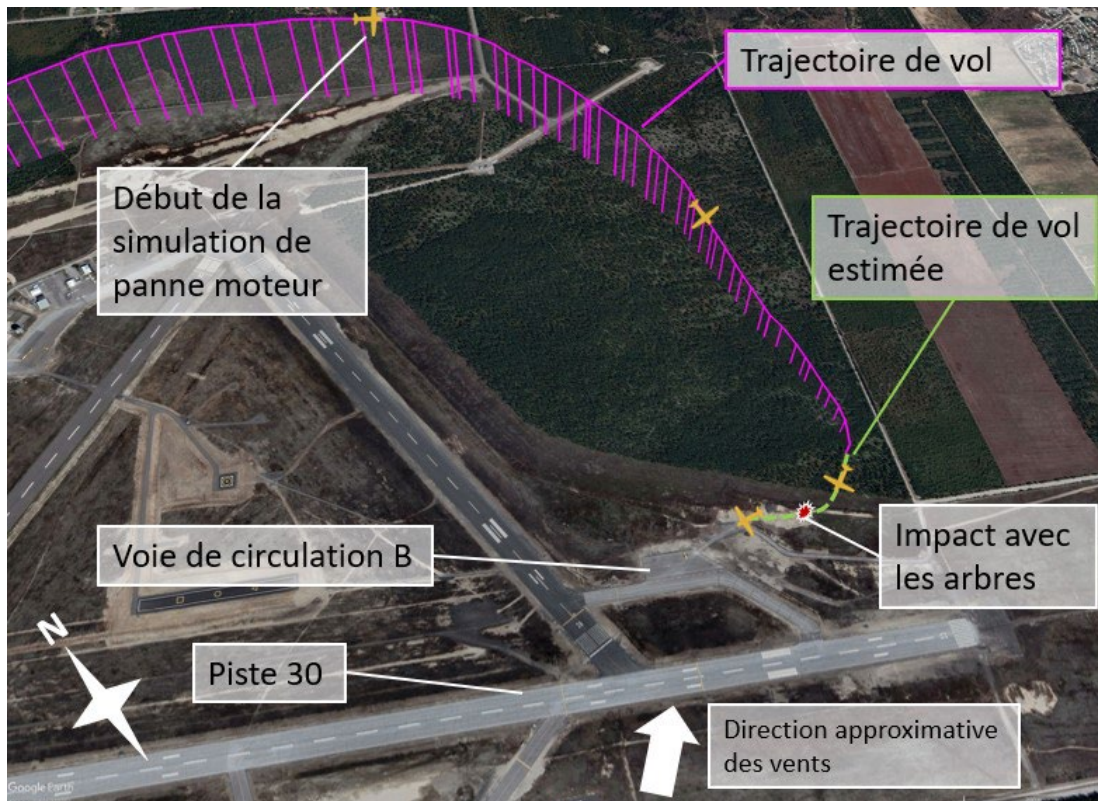 Trajectoire de vol
Début de la
simulation de
panne moteur
Trajectoire de vol
estimée
Voie de circulation B
Impact avec
les arbres
N
Piste 30
Direction approximative
des vents
Google Earth